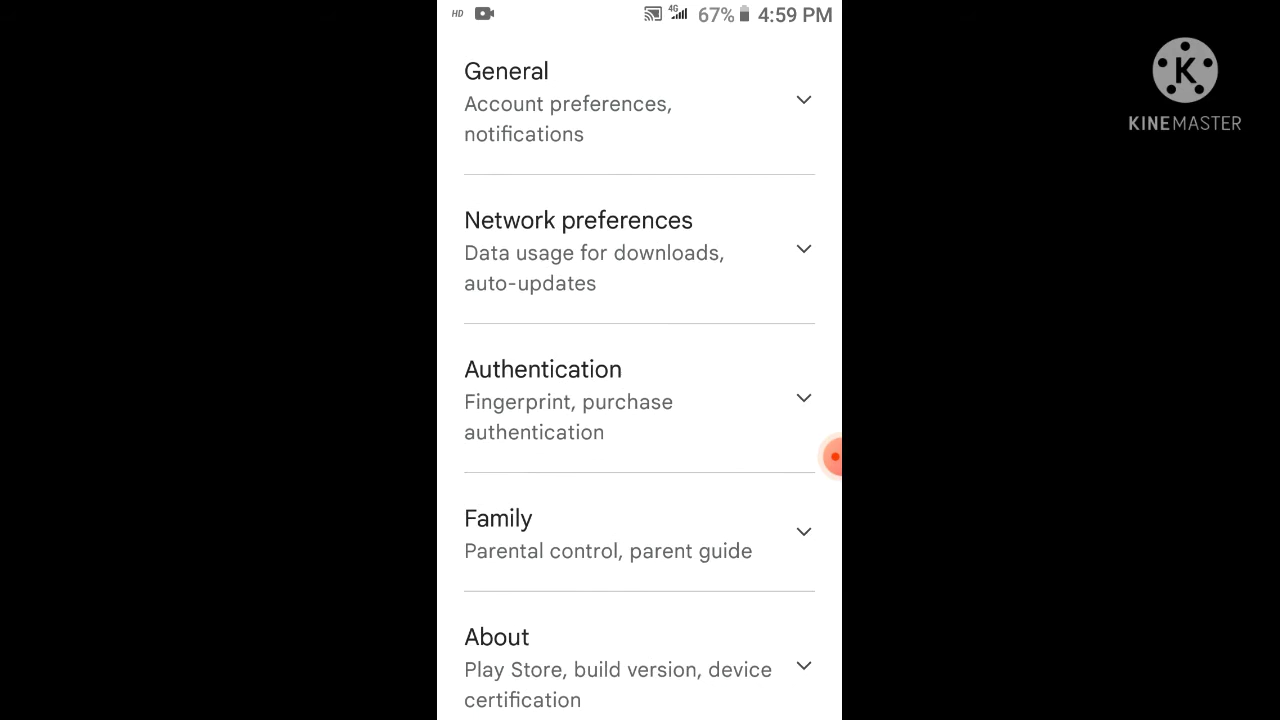 HD 4G 67% 4:59 PM
General
Account preferences,
notifications
Network preferences
Data usage for downloads,
auto-updates
Authentication
Fingerprint, purchase
authentication
Family
Parental control, parent guide
About
Play Store, build version, device
certification
K
KINEMASTER